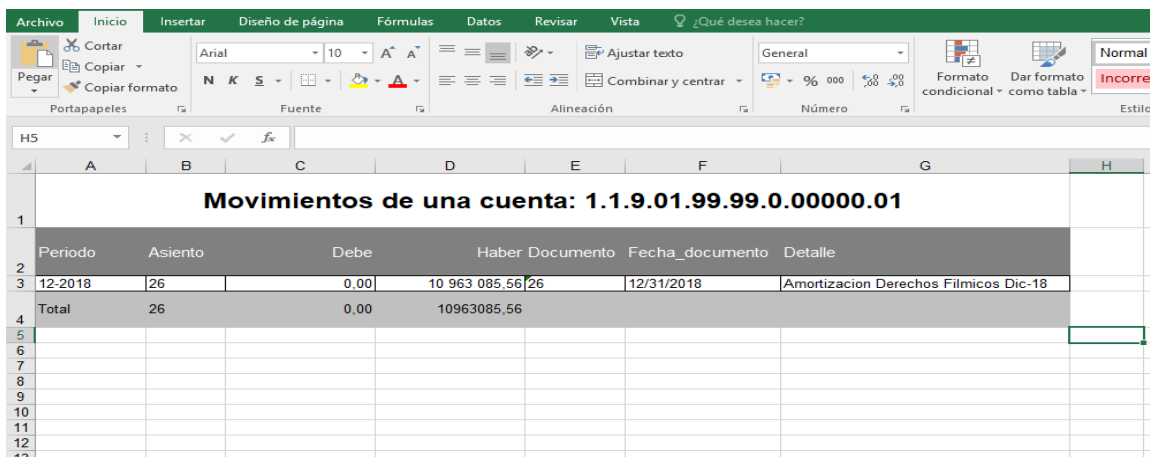 Archivo Inicio Insertar Diseño de página Fórmulas Datos Revisar Vista ¿Qué desea hacer?
Cortar
Copiar
Copiar formato
Pegar
Portapapeles
Arial 10 A A
N K S A
Fuente
Ajustar texto
Combinar y centrar
Alineación
General
% 000
Número
Formato condicional
Dar formato como tabla
Normal
Incorre
Estilo
H5 fx
A B C D E F G H
1 Movimientos de una cuenta: 1.1.9.01.99.99.0.00000.01
2 Periodo Asiento Debe Haber Documento Fecha_documento Detalle
3 12-2018 26 0,00 10 963 085,56 26 12/31/2018 Amortizacion Derechos Filmicos Dic-18
4 Total 26 0,00 10963085,56
5
6
7
8
9
10
11
12